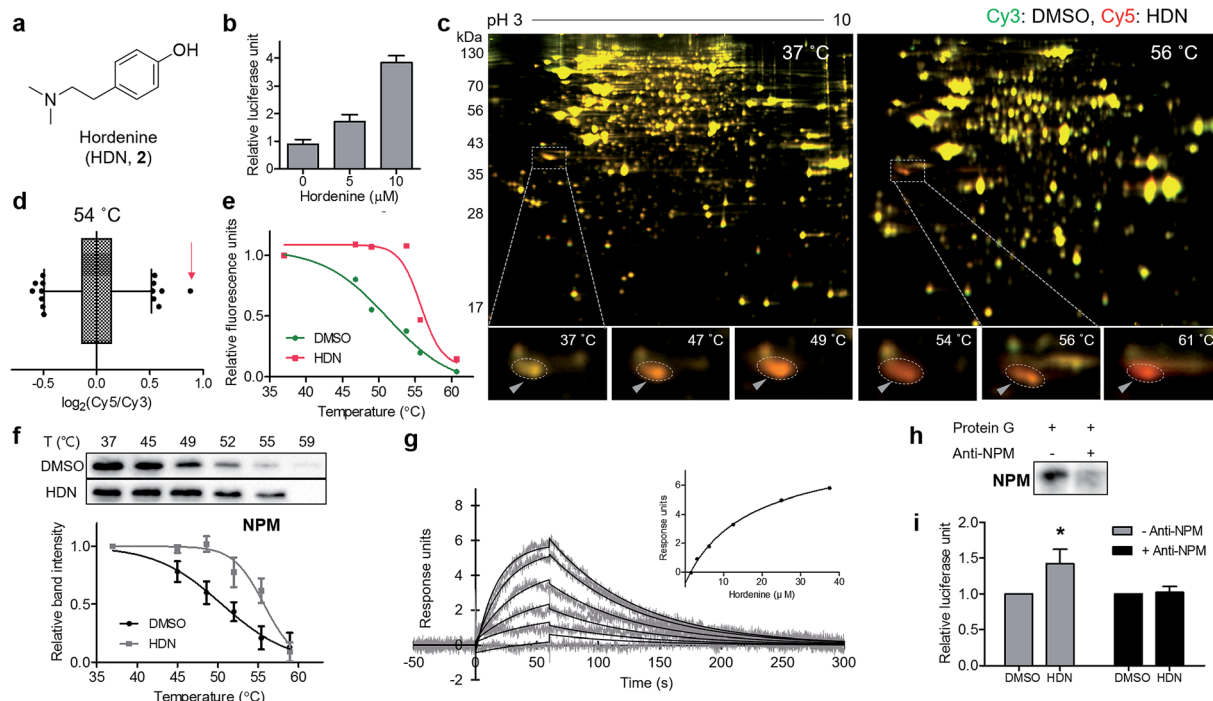 a
OH
N
Hordenine
(HDN, 2)
b
Relative luciferase unit
4
3
2
1
0
0 5 10
Hordenine (μM)
c
pH 3 10
Cy3: DMSO, Cy5: HDN
kDa
130
70
56
43
35
28
17
37 ˚C
56 ˚C
37 ˚C
47 ˚C
49 ˚C
54 ˚C
56 ˚C
61 ˚C
d
54 ˚C
-0.5 0.0 0.5 1.0
log2(Cy5/Cy3)
e
Relative fluorescence units
1.0
0.5
0.0
DMSO
HDN
35 40 45 50 55 60 65
Temperature (°C)
f
T (℃) 37 45 49 52 55 59
DMSO
HDN
NPM
Relative band intensity
1.0
0.5
0.0
DMSO
HDN
35 40 45 50 55 60 65
Temperature (°C)
g
Response units
8
6
4
2
0
-2
-50 0 50 100 150 200 250 300
Time (s)
Response units
6
4
2
0
0 10 20 30 40
Hordenine (μ M)
h
Protein G + +
Anti-NPM - +
NPM
i
Relative luciferase unit
2.0
1.5
1.0
0.5
0.0
*
- Anti-NPM
+ Anti-NPM
DMSO HDN DMSO HDN